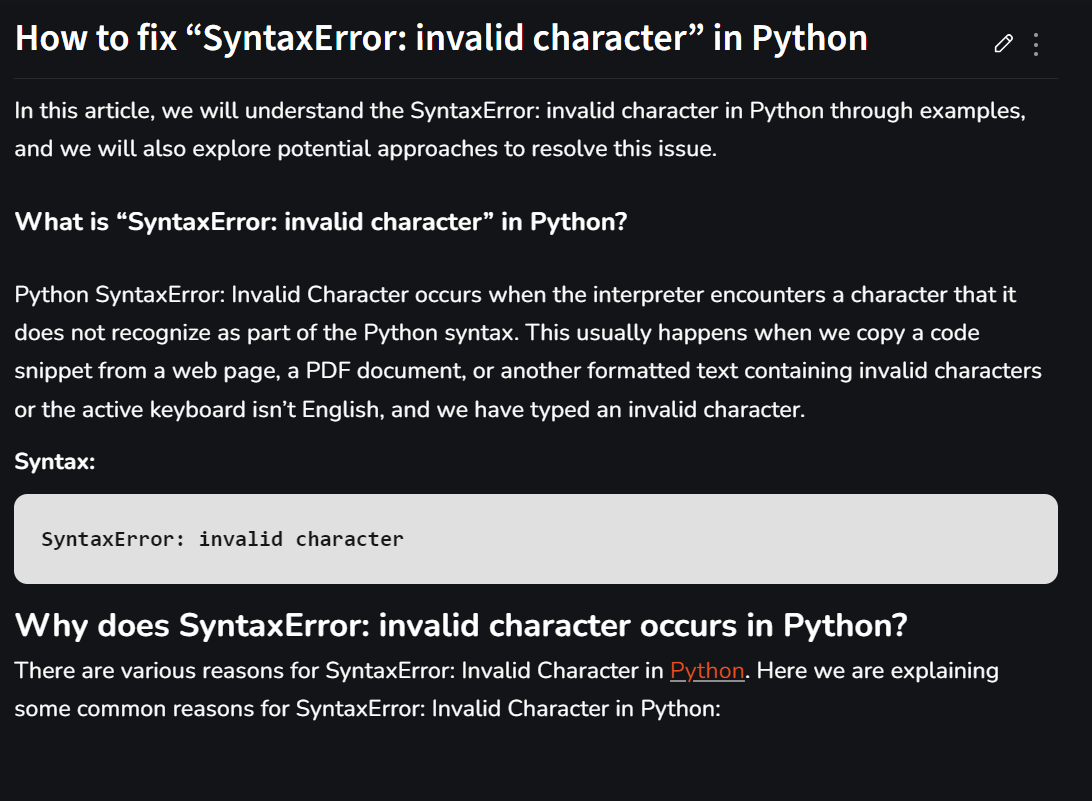 How to fix “SyntaxError: invalid character” in Python
In this article, we will understand the SyntaxError: invalid character in Python through examples,
and we will also explore potential approaches to resolve this issue.
What is “SyntaxError: invalid character” in Python?
Python SyntaxError: Invalid Character occurs when the interpreter encounters a character that it
does not recognize as part of the Python syntax. This usually happens when we copy a code
snippet from a web page, a PDF document, or another formatted text containing invalid characters
or the active keyboard isn’t English, and we have typed an invalid character.
Syntax:
SyntaxError: invalid character
Why does SyntaxError: invalid character occurs in Python?
There are various reasons for SyntaxError: Invalid Character in Python. Here we are explaining
some common reasons for SyntaxError: Invalid Character in Python: